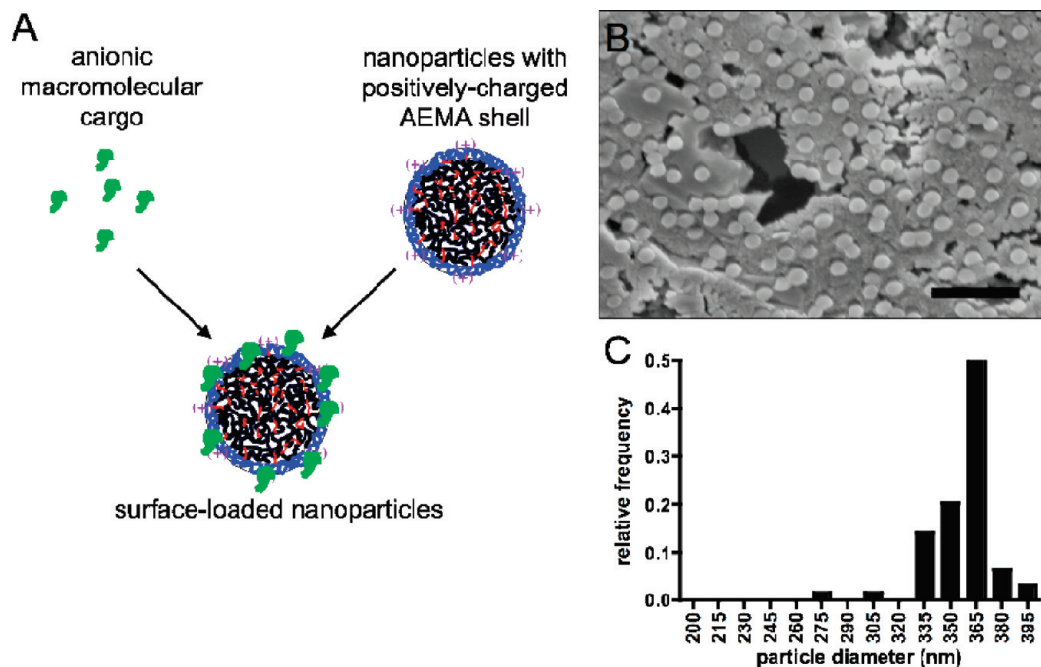 A
anionic
macromolecular
cargo
nanoparticles with
positively-charged
AEMA shell
(+) (+) (+)
(+) (+)
(+) (+)
(+)
(+)
(+) (+)
(+) )
(+) (+)
surface-loaded nanoparticles
B
C
relative frequency
0.5
0.4
0.3
0.2
0.1
0.0
200 215 230 245 260 275 290 305 320 335 350 365 380 395
particle diameter (nm)